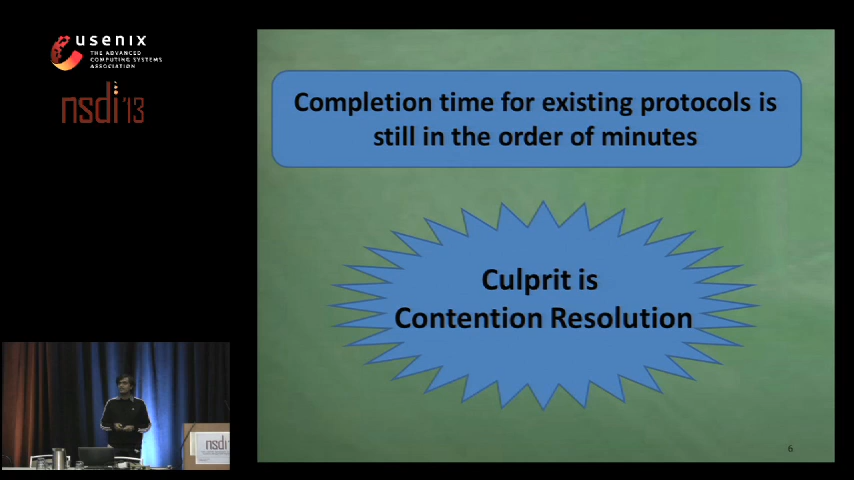 usenix
THE ADVANCED
COMPUTING SYSTEMS
ASSOCIATION
nsdi '13
Completion time for existing protocols is
still in the order of minutes
Culprit is
Contention Resolution
6
nsdi